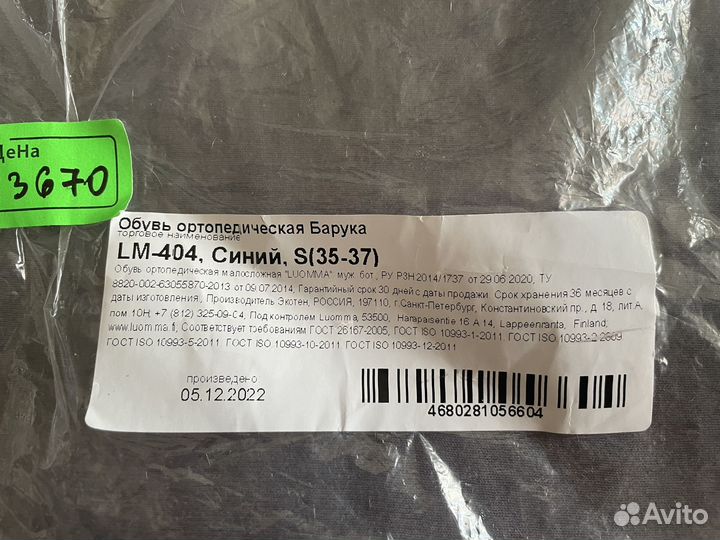 Цена
3670
Обувь ортопедическая Барука
торговое наименование
LM-404, Синий, S(35-37)
Обувь ортопедическая малосложная "LUOMMA" муж. бот., РУ РЗН 2014/1737 от 29.06.2020, ТУ
8820-002-63055870-2013 от 09.07.2014, Гарантийный срок 30 дней с даты продажи. Срок хранения 36 месяцев с
даты изготовления, Производитель Экотен, РОССИЯ, 197110, г.Санкт-Петербург, Константиновский пр., д. 18, лит.А,
пом 10Н, +7 (812) 325-09-04, Под контролем Luomma, 53500, Harapaisentie 16 A 14, Lappeenranta, Finland,
www.luomma.fi, Соответствует требованиям ГОСТ 26167-2005, ГОСТ ISO 10993-1-2011, ГОСТ ISO 10993-2-2009
ГОСТ ISO 10993-5-2011 ГОСТ ISO 10993-10-2011 ГОСТ ISO 10993-12-2011
произведено
05.12.2022
4680281056604
Avito